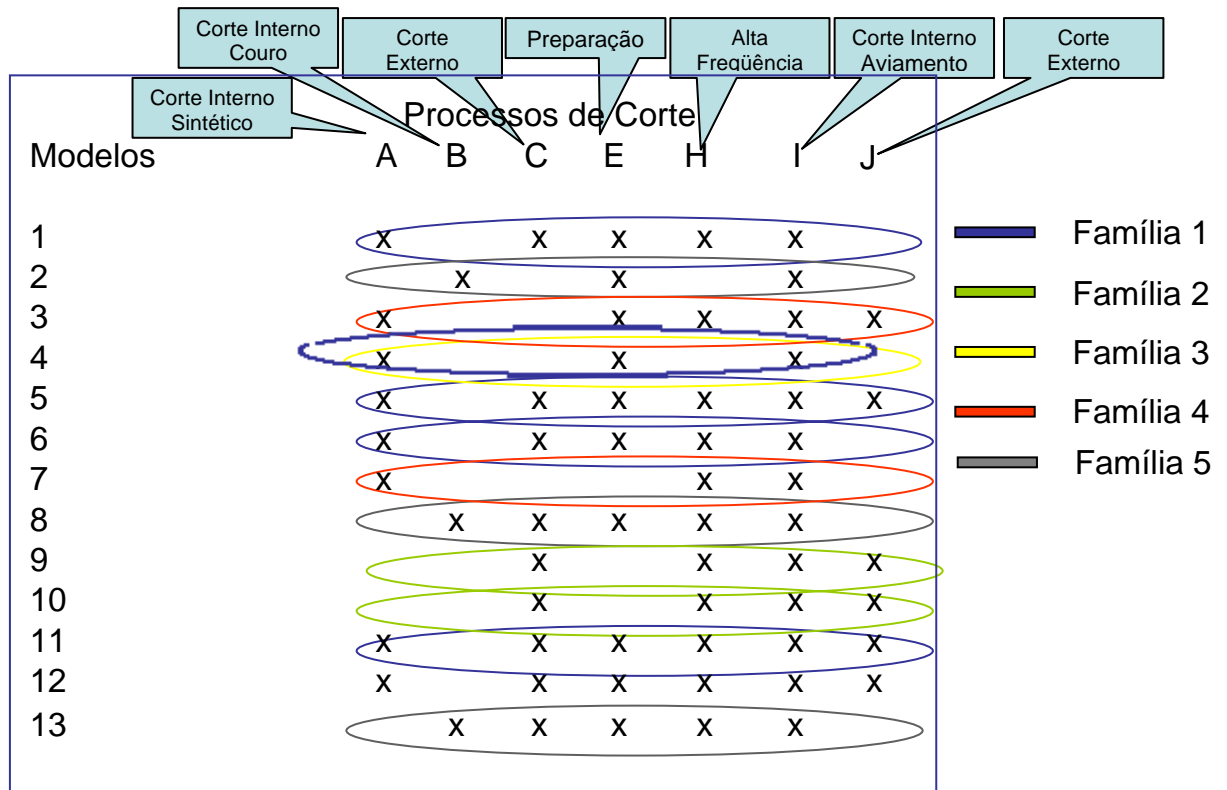 Corte Interno
Couro
Corte
Externo
Preparação
Alta
Freqüência
Corte Interno
Aviamento
Corte
Externo
Corte Interno
Sintético
Processos de Corte
Modelos A B C E H I J
1 x x x x x
2 x x x
3 x x x x x
4 x x x
5 x x x x x x
6 x x x x x
7 x x x
8 x x x x x
9 x x x x
10 x x x x
11 x x x x x x
12 x x x x x x
13 x x x x x
Família 1
Família 2
Família 3
Família 4
Família 5